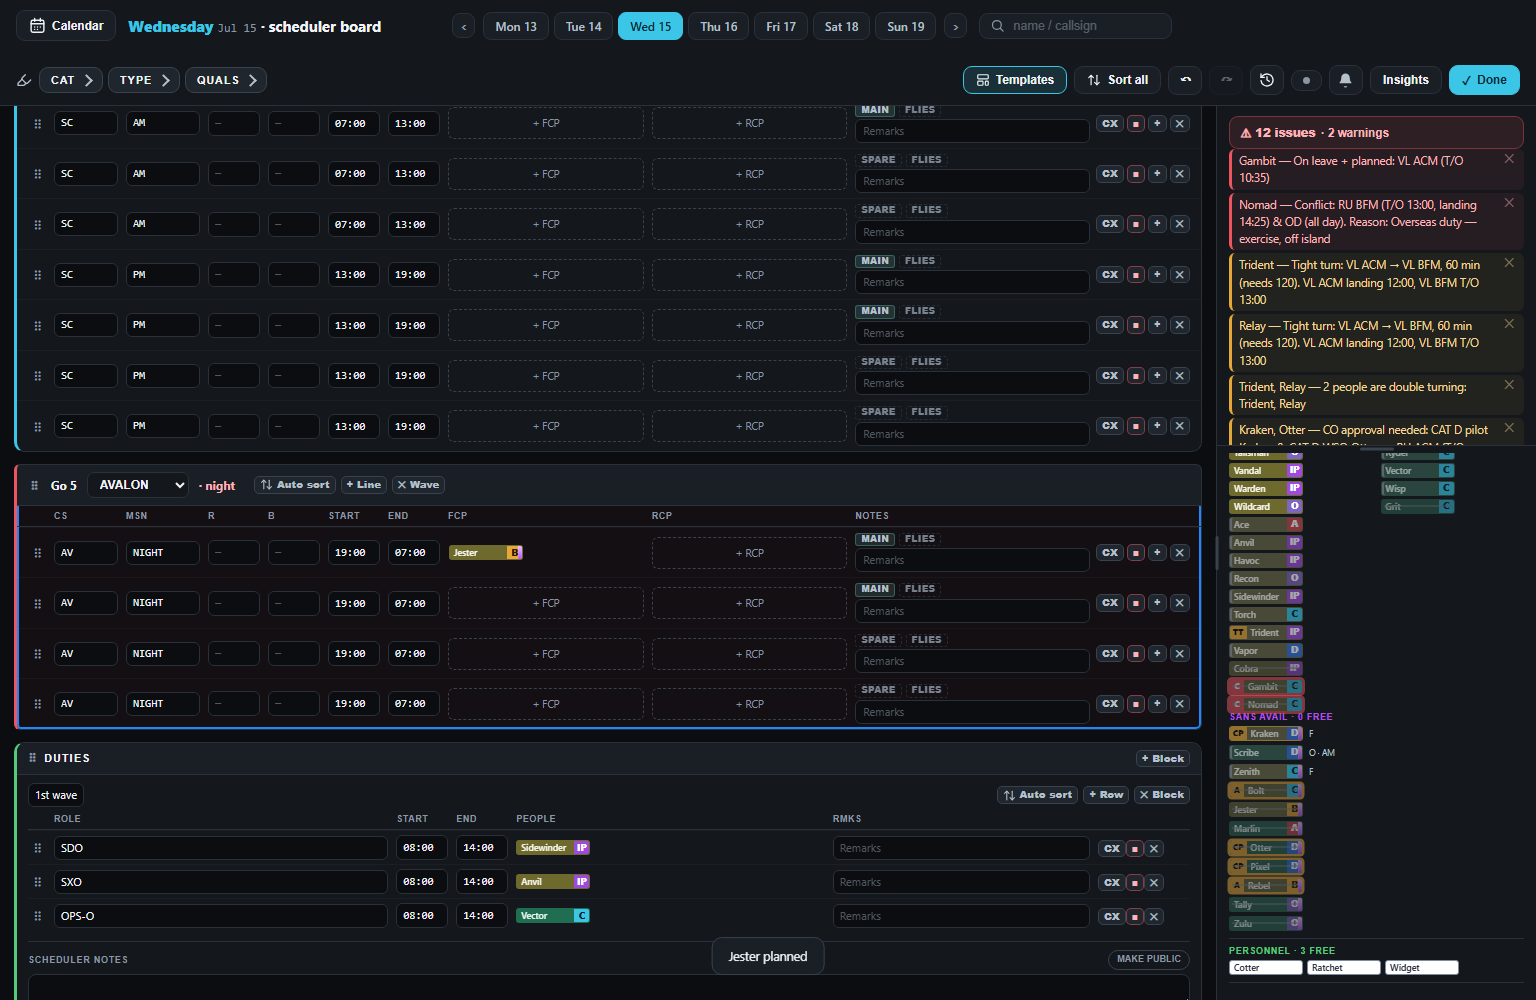 Calendar
Wednesday Jul 15 · scheduler board
‹ Mon 13 Tue 14 Wed 15 Thu 16 Fri 17 Sat 18 Sun 19 ›
name / callsign
CAT TYPE QUALS
Templates Sort all Insights ✓ Done
SC AM – – 07:00 13:00 + FCP + RCP MAIN FLIES Remarks CX ■ + ✕
SC AM – – 07:00 13:00 + FCP + RCP SPARE FLIES Remarks CX ■ + ✕
SC AM – – 07:00 13:00 + FCP + RCP SPARE FLIES Remarks CX ■ + ✕
SC PM – – 13:00 19:00 + FCP + RCP MAIN FLIES Remarks CX ■ + ✕
SC PM – – 13:00 19:00 + FCP + RCP MAIN FLIES Remarks CX ■ + ✕
SC PM – – 13:00 19:00 + FCP + RCP SPARE FLIES Remarks CX ■ + ✕
SC PM – – 13:00 19:00 + FCP + RCP SPARE FLIES Remarks CX ■ + ✕
Go 5 AVALON · night Auto sort + Line ✕ Wave
CS MSN R B START END FCP RCP NOTES
AV NIGHT – – 19:00 07:00 Jester B + RCP MAIN FLIES Remarks CX ■ + ✕
AV NIGHT – – 19:00 07:00 + FCP + RCP MAIN FLIES Remarks CX ■ + ✕
AV NIGHT – – 19:00 07:00 + FCP + RCP SPARE FLIES Remarks CX ■ + ✕
AV NIGHT – – 19:00 07:00 + FCP + RCP SPARE FLIES Remarks CX ■ + ✕
DUTIES + Block
1st wave Auto sort + Row ✕ Block
ROLE START END PEOPLE RMKS
SDO 08:00 14:00 Sidewinder IP Remarks CX ■ ✕
SXO 08:00 14:00 Anvil IP Remarks CX ■ ✕
OPS-O 08:00 14:00 Vector C Remarks CX ■ ✕
SCHEDULER NOTES MAKE PUBLIC
Jester planned
⚠ 12 issues · 2 warnings
Gambit — On leave + planned: VL ACM (T/O
10:35)
Nomad — Conflict: RU BFM (T/O 13:00, landing
14:25) & OD (all day). Reason: Overseas duty —
exercise, off island
Trident — Tight turn: VL ACM → VL BFM, 60 min
(needs 120). VL ACM landing 12:00, VL BFM T/O
13:00
Relay — Tight turn: VL ACM → VL BFM, 60 min
(needs 120). VL ACM landing 12:00, VL BFM T/O
13:00
Trident, Relay — 2 people are double turning:
Trident, Relay
Kraken, Otter — CO approval needed: CAT D pilot
Talisman O Ryder C
Vandal IP Vector C
Warden IP Wisp C
Wildcard O Grit C
Ace A
Anvil IP
Havoc IP
Recon O
Sidewinder IP
Torch C
TT Trident IP
Vapor D
Cobra IP
C Gambit C
C Nomad C
SANS AVAIL · 0 FREE
CP Kraken D F
Scribe D O · AM
Zenith C F
A Bolt C
Jester B
Marlin A
CP Otter D
CP Pixel D
A Rebel B
Tally O
Zulu O
PERSONNEL · 3 FREE
Cotter Ratchet Widget